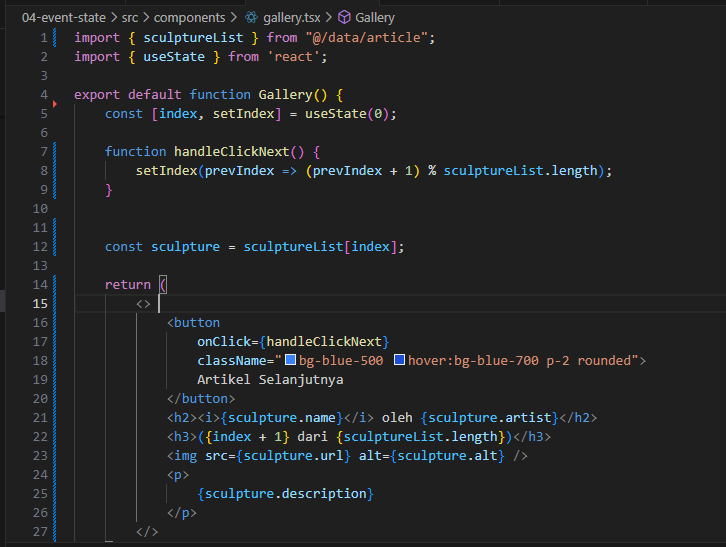 04-event-state > src > components > gallery.tsx > Gallery
1 import { sculptureList } from "@/data/article";
2 import { useState } from 'react';
3
4 export default function Gallery() {
5 const [index, setIndex] = useState(0);
6
7 function handleClickNext() {
8 setIndex(prevIndex => (prevIndex + 1) % sculptureList.length);
9 }
10
11
12 const sculpture = sculptureList[index];
13
14 return (
15 <>
16 <button
17 onClick={handleClickNext}
18 className="bg-blue-500 hover:bg-blue-700 p-2 rounded">
19 Artikel Selanjutnya
20 </button>
21 <h2><i>{sculpture.name}</i> oleh {sculpture.artist}</h2>
22 <h3>({index + 1} dari {sculptureList.length})</h3>
23 <img src={sculpture.url} alt={sculpture.alt} />
24 <p>
25 {sculpture.description}
26 </p>
27 </>